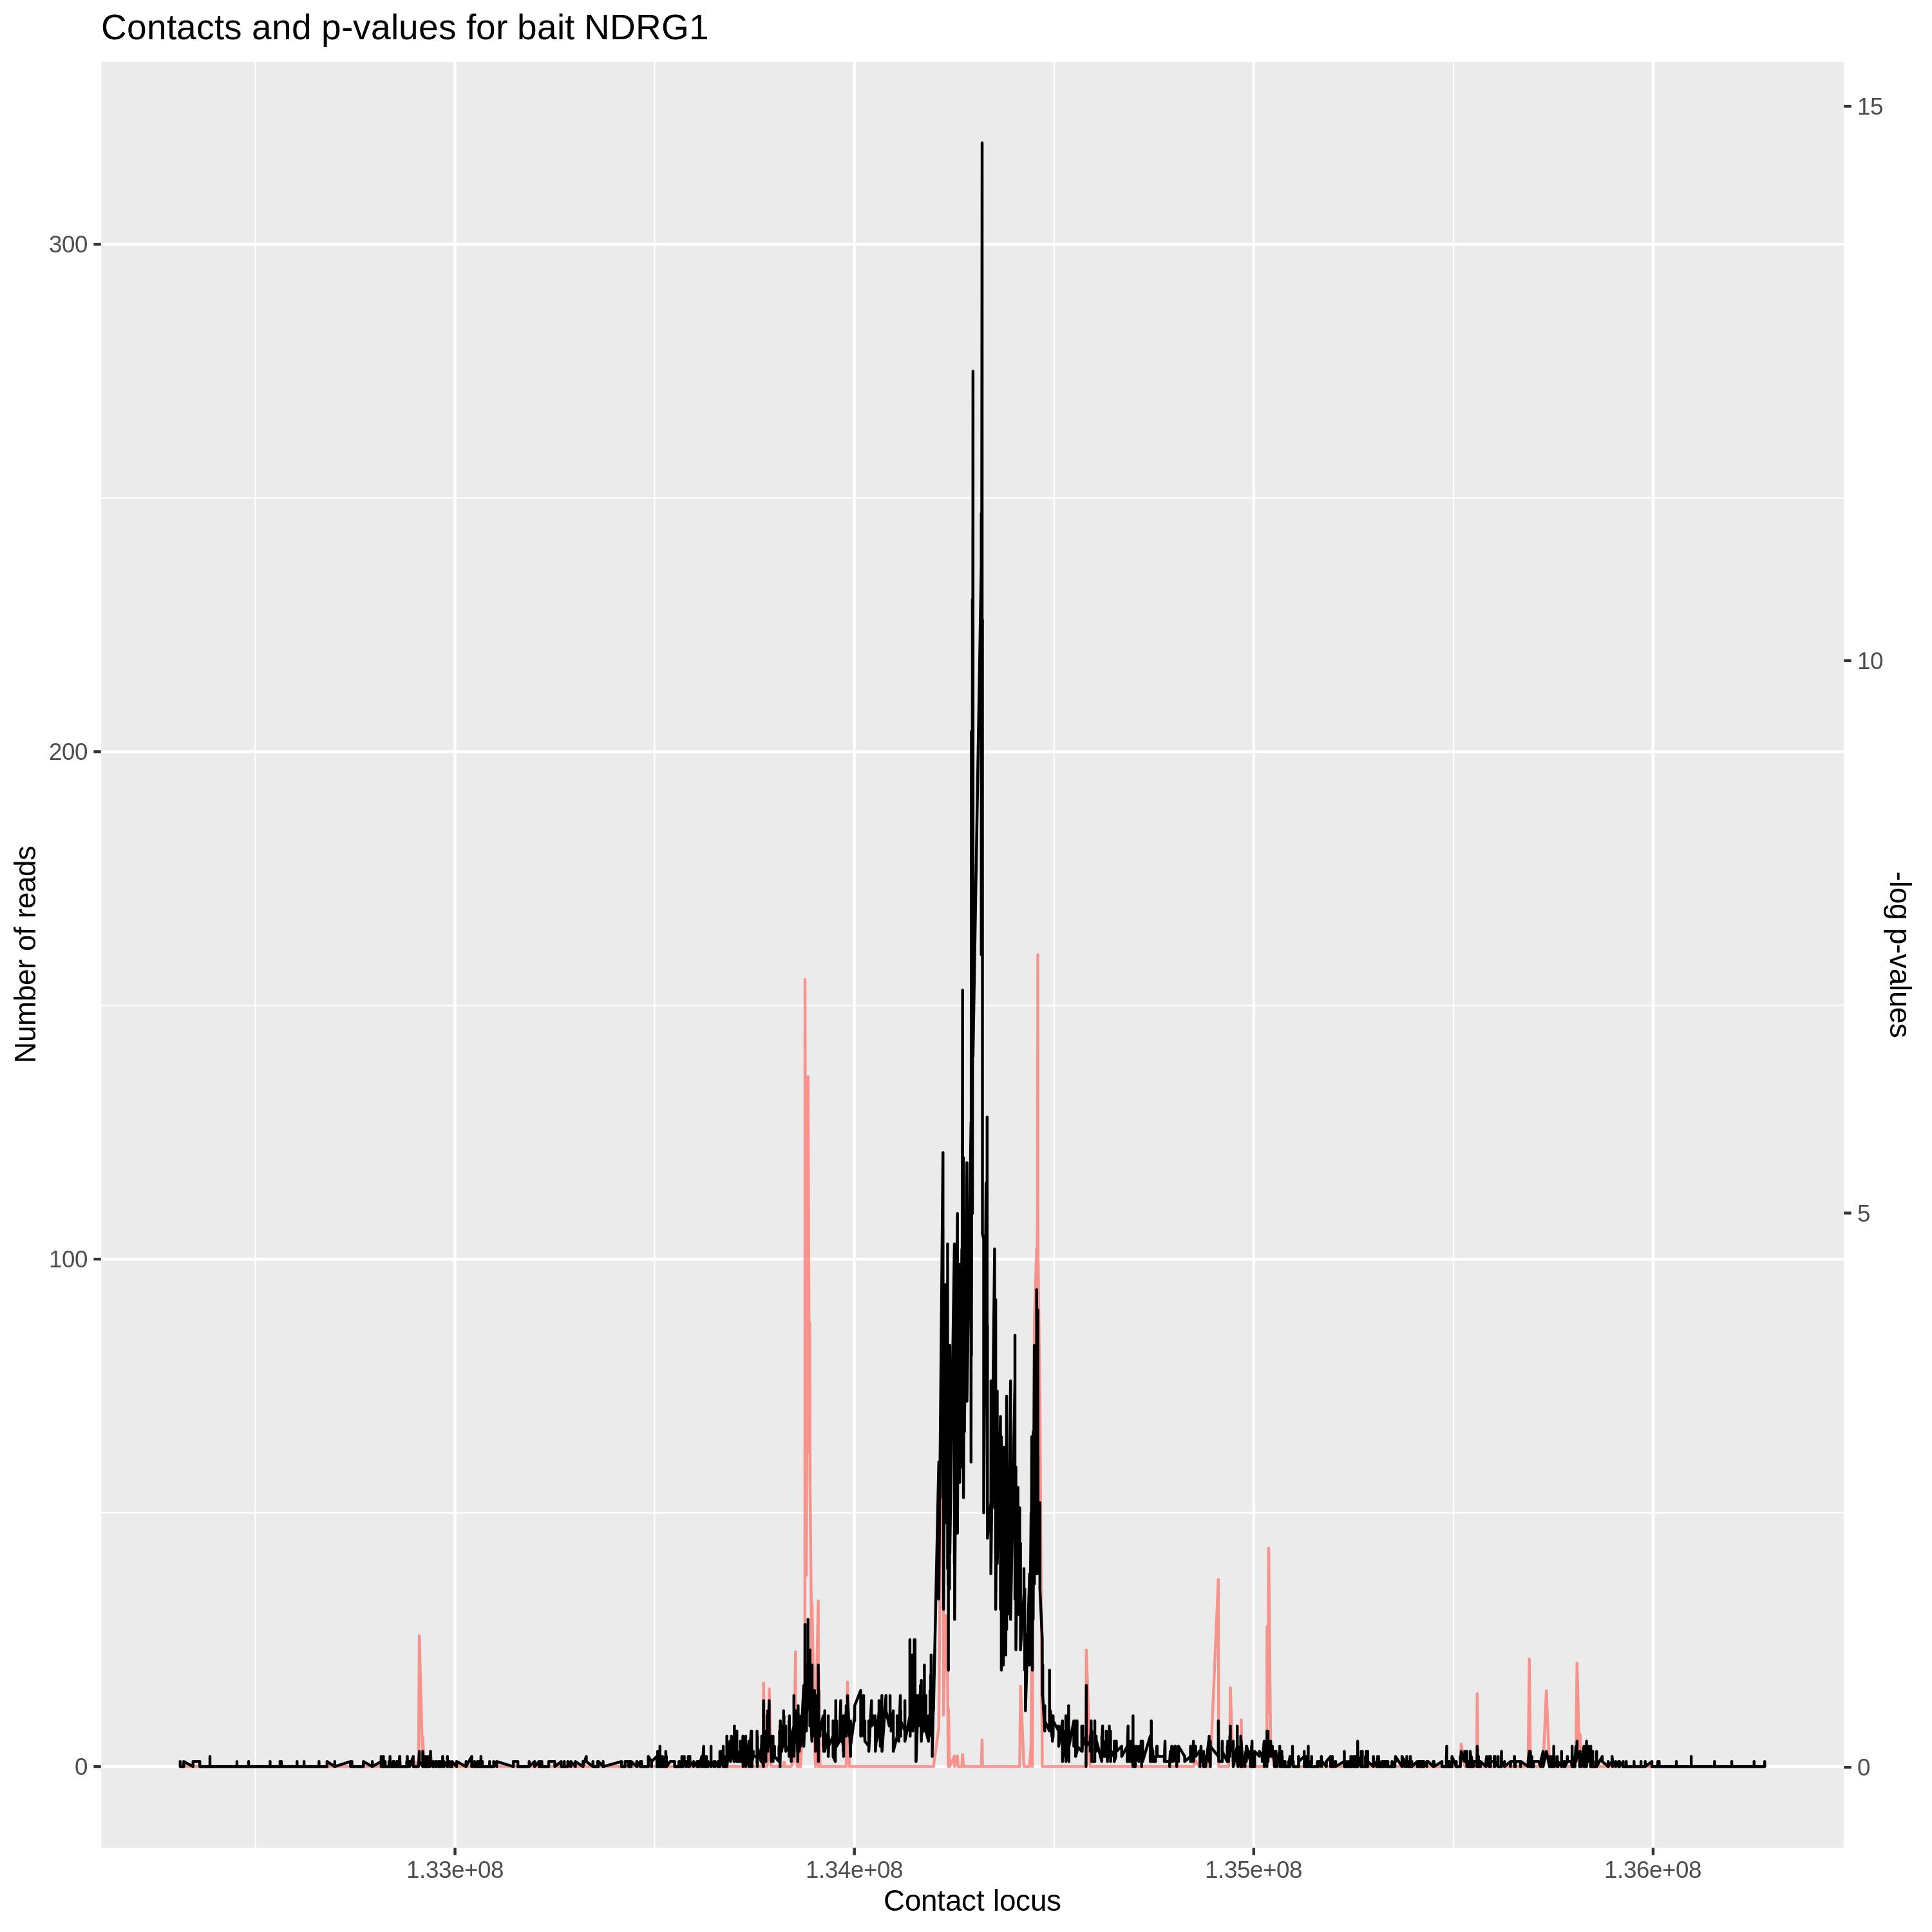 Contacts and p-values for bait NDRG1
Number of reads
300
200
100
0
15
10
5
0
-log p-values
1.33e+08
1.34e+08
1.35e+08
1.36e+08
Contact locus